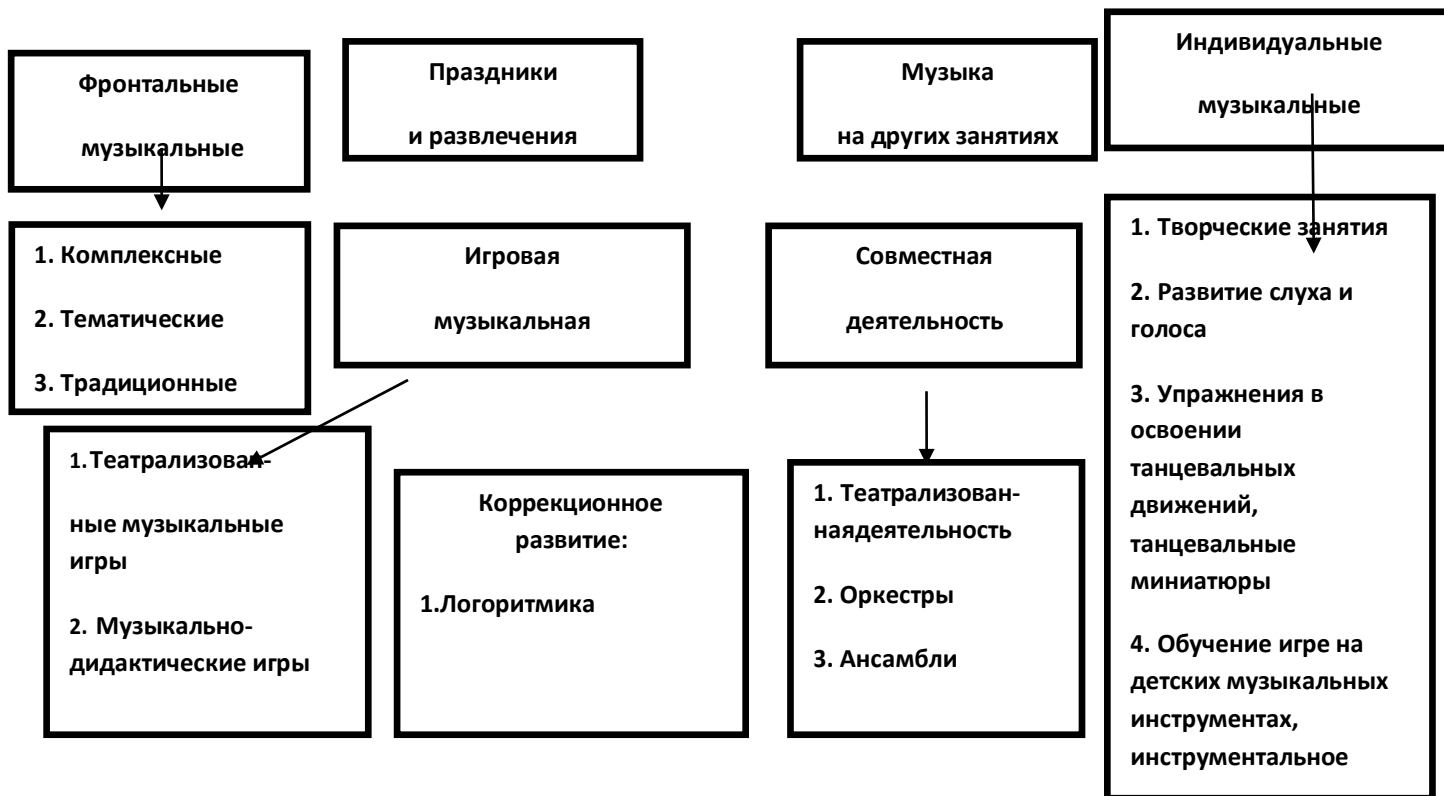 Фронтальные
музыкальные
Праздники
и развлечения
Музыка
на других занятиях
Индивидуальные
музыкальные
1. Комплексные
2. Тематические
3. Традиционные
Игровая
музыкальная
Совместная
деятельность
1. Творческие занятия
2. Развитие слуха и
голоса
3. Упражнения в
освоении
танцевальных
движений,
танцевальные
миниатюры
4. Обучение игре на
детских музыкальных
инструментах,
инструментальное
1.Театрализован-
ные музыкальные
игры
2. Музыкально-
дидактические игры
Коррекционное
развитие:
1.Логоритмика
1. Театрализован-
наядеятельность
2. Оркестры
3. Ансамбли